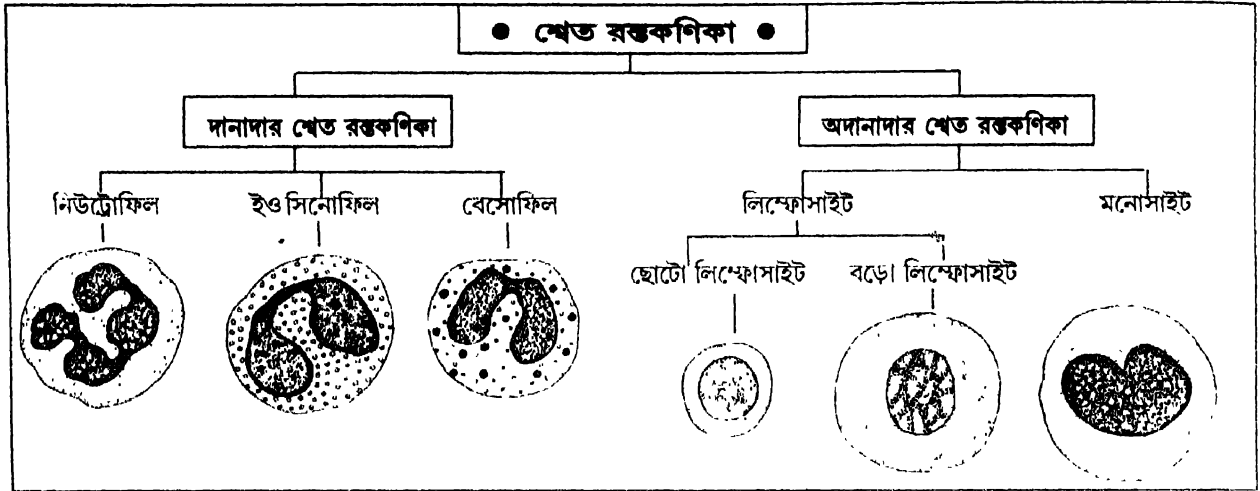 ● শ্বেত রক্তকণিকা ●
দানাদার শ্বেত রক্তকণিকা
অদানাদার শ্বেত রক্তকণিকা
নিউট্রোফিল
ইওসিনোফিল
বেসোফিল
লিম্ফোসাইট
মনোসাইট
ছোটো লিম্ফোসাইট
বড়ো লিম্ফোসাইট